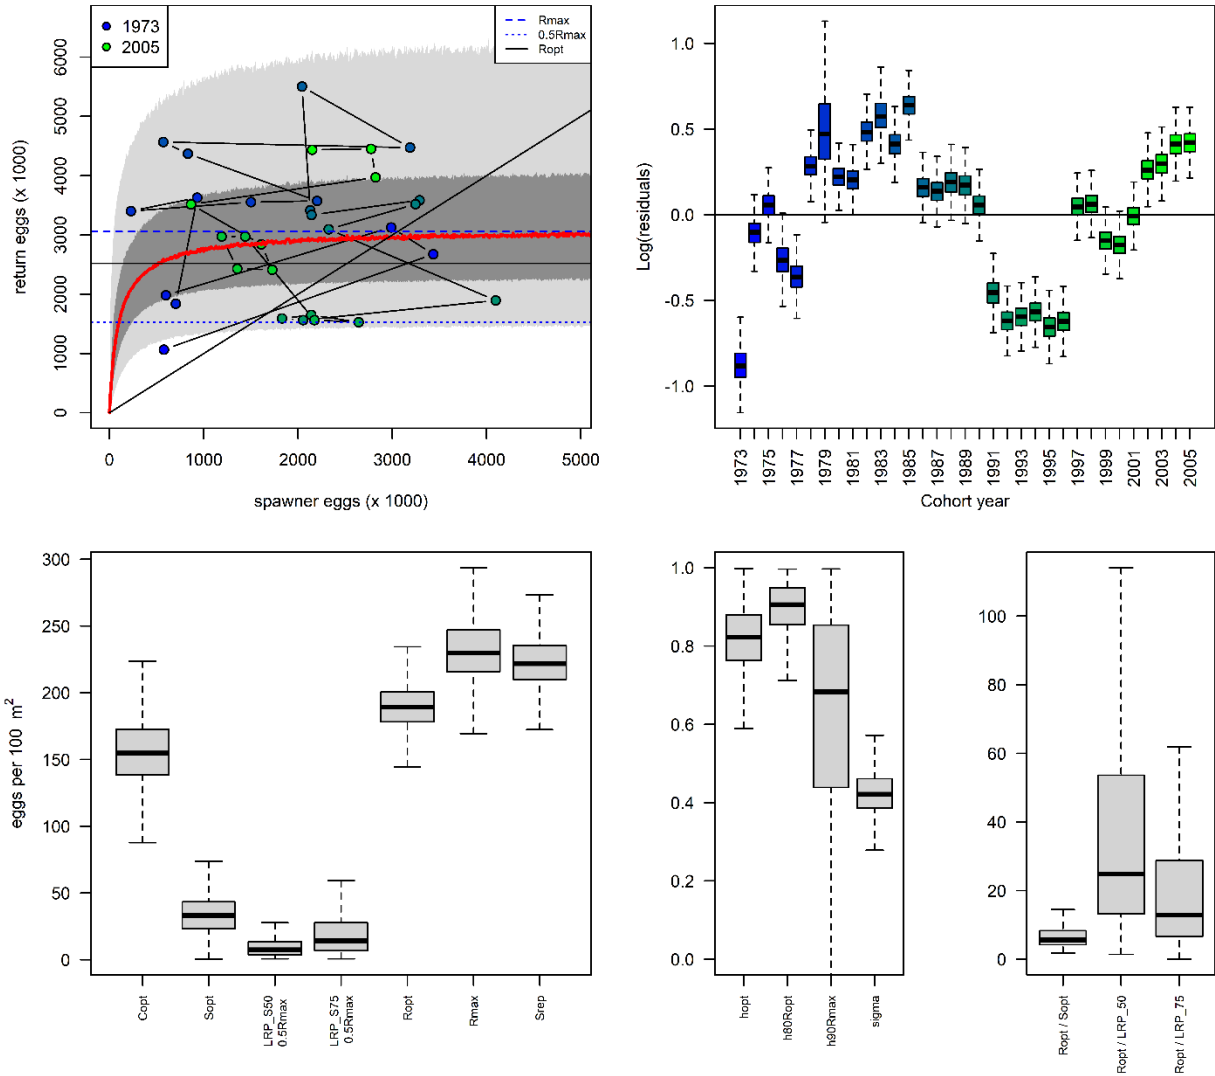 1973
2005
Rmax
0.5Rmax
Ropt
return eggs (x 1000)
6000
5000
4000
3000
2000
1000
0
0 1000 2000 3000 4000 5000
spawner eggs (x 1000)
Log(residuals)
1.0
0.5
0.0
-0.5
-1.0
1973 1975 1977 1979 1981 1983 1985 1987 1989 1991 1993 1995 1997 1999 2001 2003 2005
Cohort year
eggs per 100 m²
300
250
200
150
100
50
0
Copt
Sopt
LRP_S50
0.5Rmax
LRP_S75
0.5Rmax
Ropt
Rmax
Srep
1.0
0.8
0.6
0.4
0.2
0.0
hopt
h80Ropt
h90Rmax
sigma
100
80
60
40
20
0
Ropt / Sopt
Ropt / LRP_50
Ropt / LRP_75